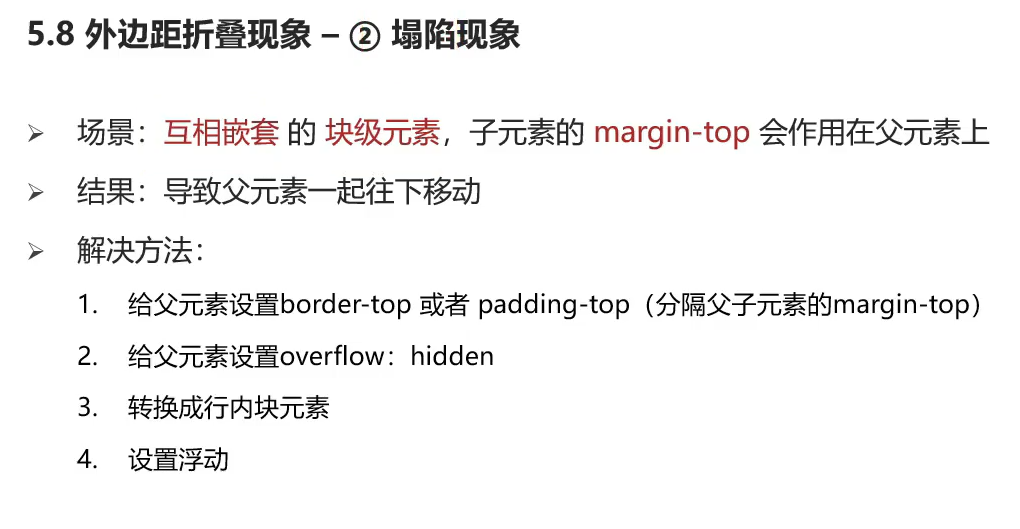 5.8 外边距折叠现象 – ② 塌陷现象
➢ 场景：互相嵌套 的 块级元素，子元素的 margin-top 会作用在父元素上
➢ 结果：导致父元素一起往下移动
➢ 解决方法：
1. 给父元素设置border-top 或者 padding-top（分隔父子元素的margin-top）
2. 给父元素设置overflow：hidden
3. 转换成行内块元素
4. 设置浮动